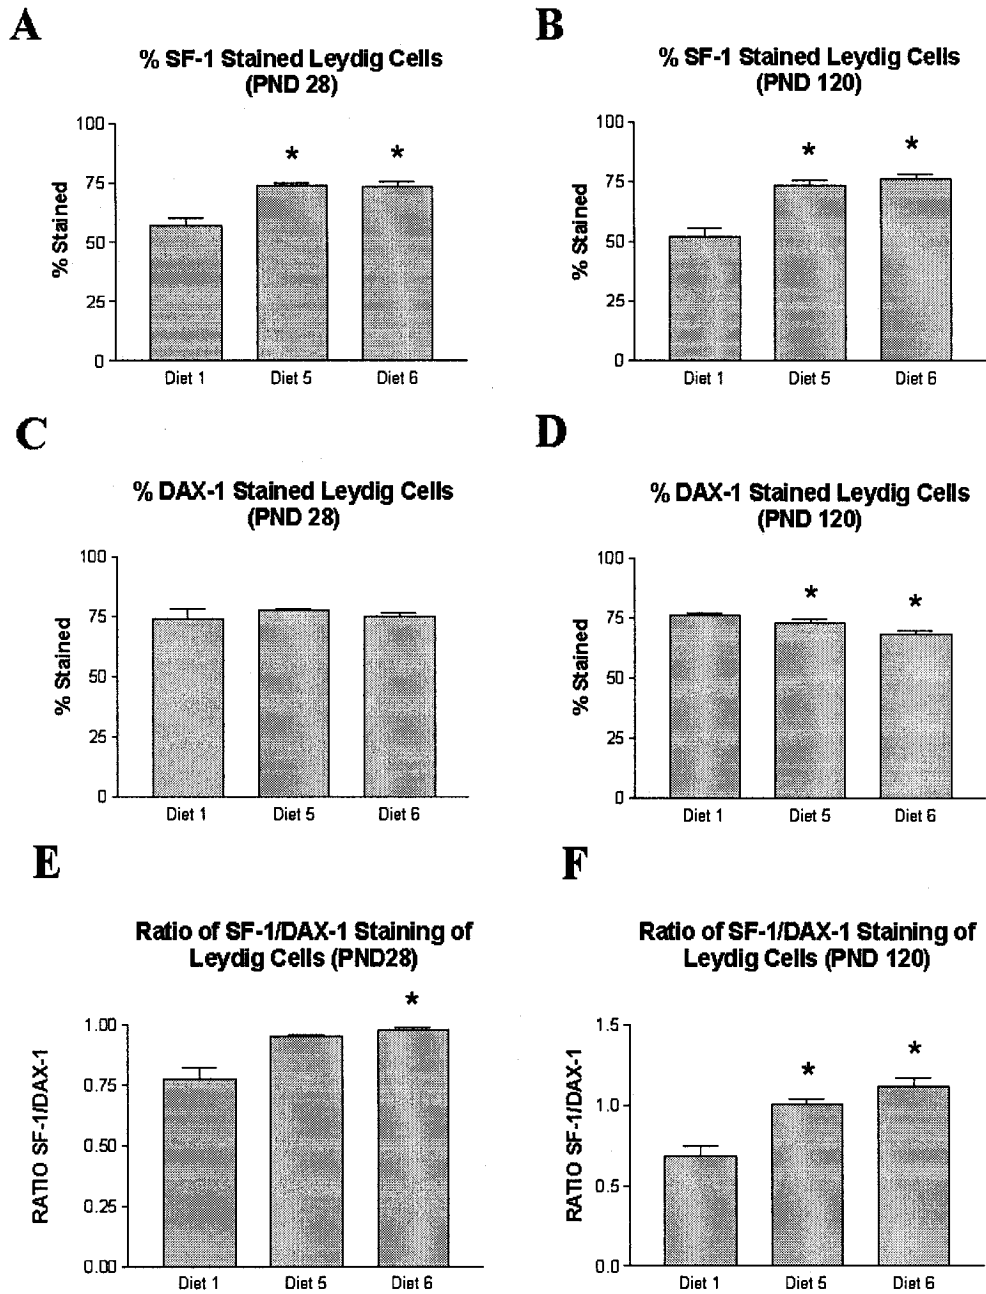 A
% SF-1 Stained Leydig Cells
(PND 28)
% Stained
100
75
50
25
0
*
*
Diet 1
Diet 5
Diet 6
B
% SF-1 Stained Leydig Cells
(PND 120)
% Stained
100
75
50
25
0
*
*
Diet 1
Diet 5
Diet 6
C
% DAX-1 Stained Leydig Cells
(PND 28)
% Stained
100
75
50
25
0
Diet 1
Diet 5
Diet 6
D
% DAX-1 Stained Leydig Cells
(PND 120)
% Stained
100
75
50
25
0
*
*
Diet 1
Diet 5
Diet 6
E
Ratio of SF-1/DAX-1 Staining of
Leydig Cells (PND28)
RATIO SF-1/DAX-1
1.00
0.75
0.50
0.25
0.00
*
Diet 1
Diet 5
Diet 6
F
Ratio of SF-1/DAX-1 Staining of
Leydig Cells (PND 120)
RATIO SF-1/DAX-1
1.5
1.0
0.5
0.0
*
*
Diet 1
Diet 5
Diet 6